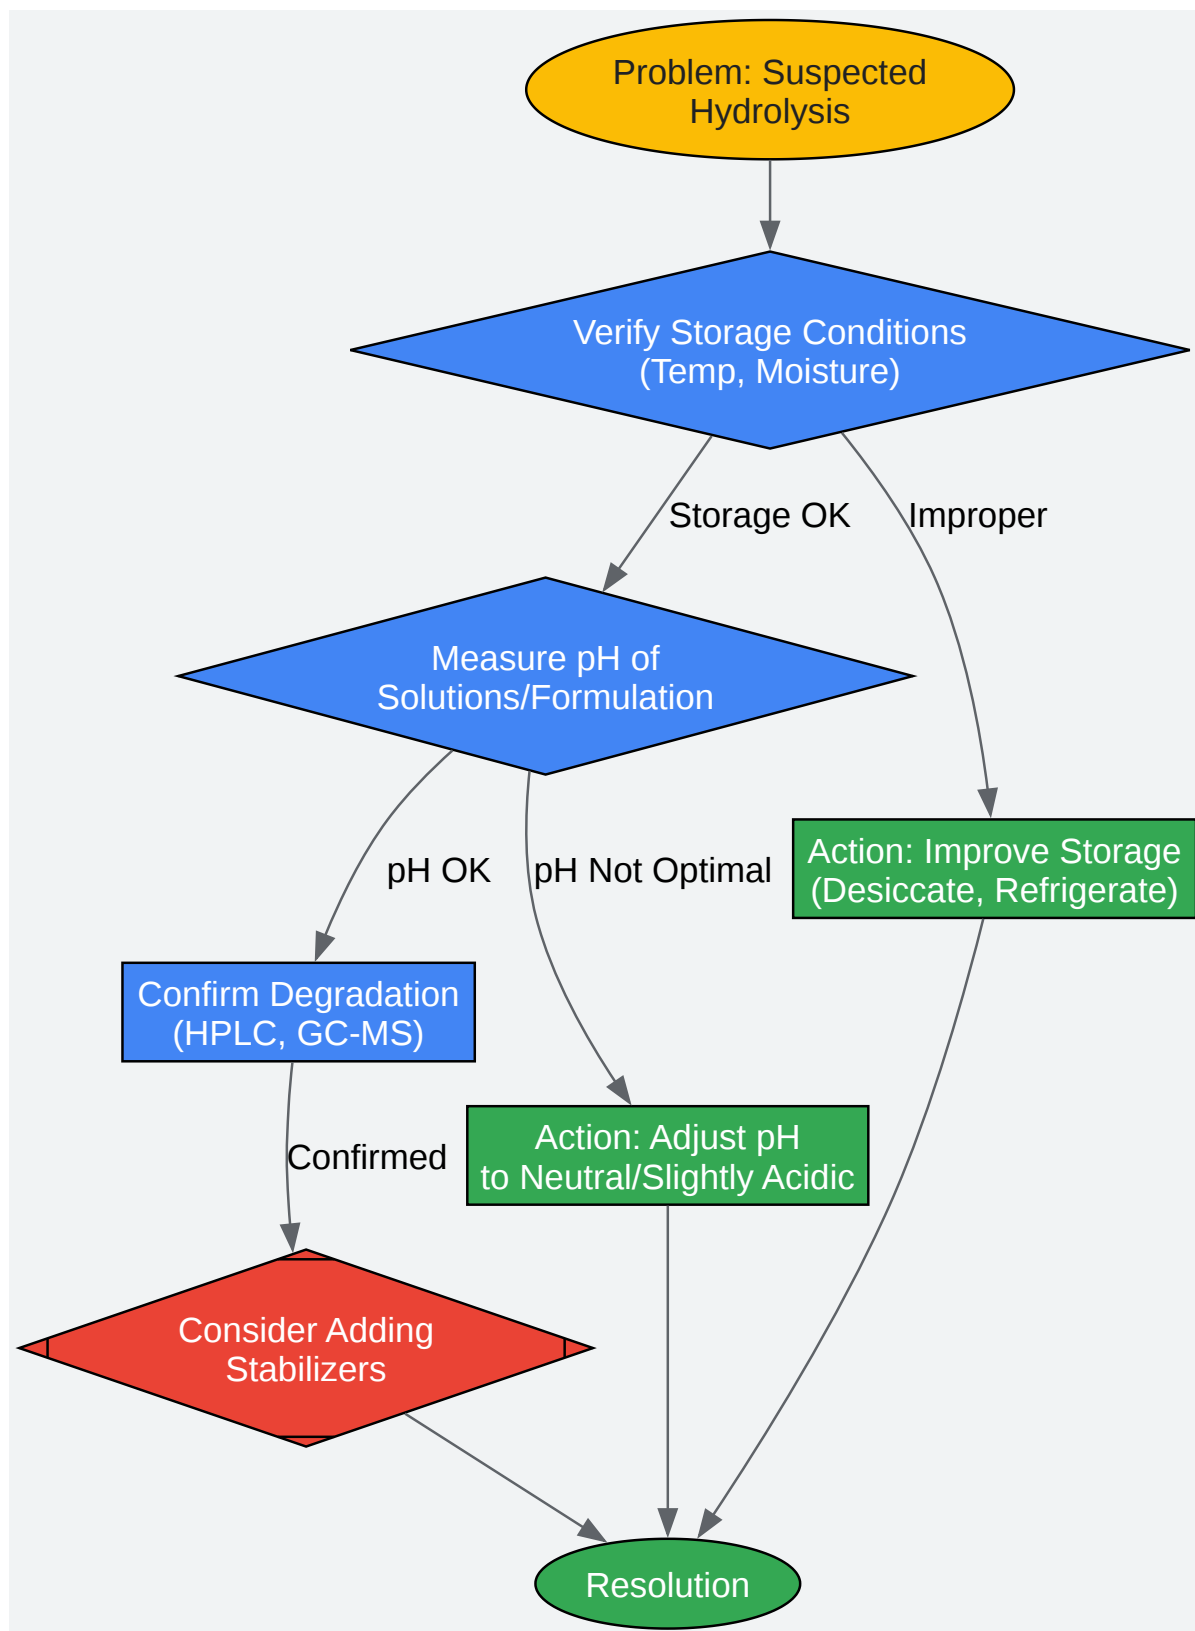 Problem: Suspected
Hydrolysis
Verify Storage Conditions
(Temp, Moisture)
Storage OK
Improper
Measure pH of
Solutions/Formulation
pH OK
pH Not Optimal
Action: Improve Storage
(Desiccate, Refrigerate)
Confirm Degradation
(HPLC, GC-MS)
Confirmed
Action: Adjust pH
to Neutral/Slightly Acidic
Consider Adding
Stabilizers
Resolution